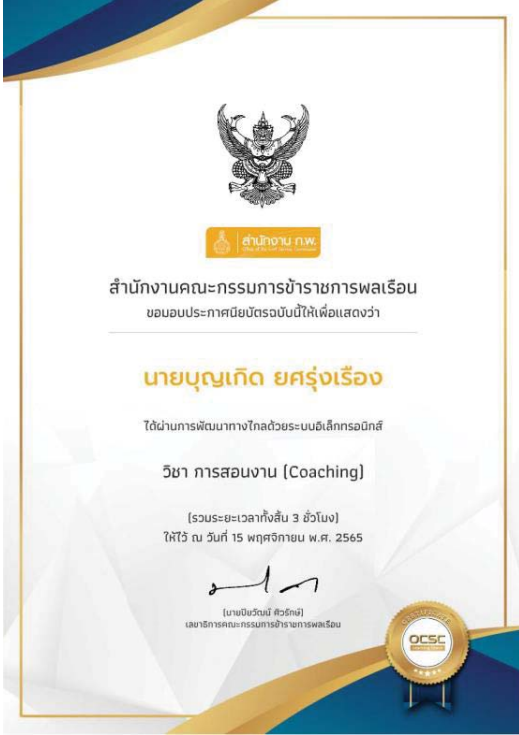 สำนักงาน ก.พ.
Office of the Civil Service Commission
สำนักงานคณะกรรมการข้าราชการพลเรือน
ขอมอบประกาศนียบัตรฉบับนี้ให้เพื่อแสดงว่า
นายบุญเกิด ยศรุ่งเรือง
ได้ผ่านการพัฒนาทางไกลด้วยระบบอิเล็กทรอนิกส์
วิชา การสอนงาน (Coaching)
(รวมระยะเวลาทั้งสิ้น 3 ชั่วโมง)
ให้ไว้ ณ วันที่ 15 พฤศจิกายน พ.ศ. 2565
(นายปิยวัฒน์ ศิวรักษ์)
เลขาธิการคณะกรรมการข้าราชการพลเรือน
OCSC